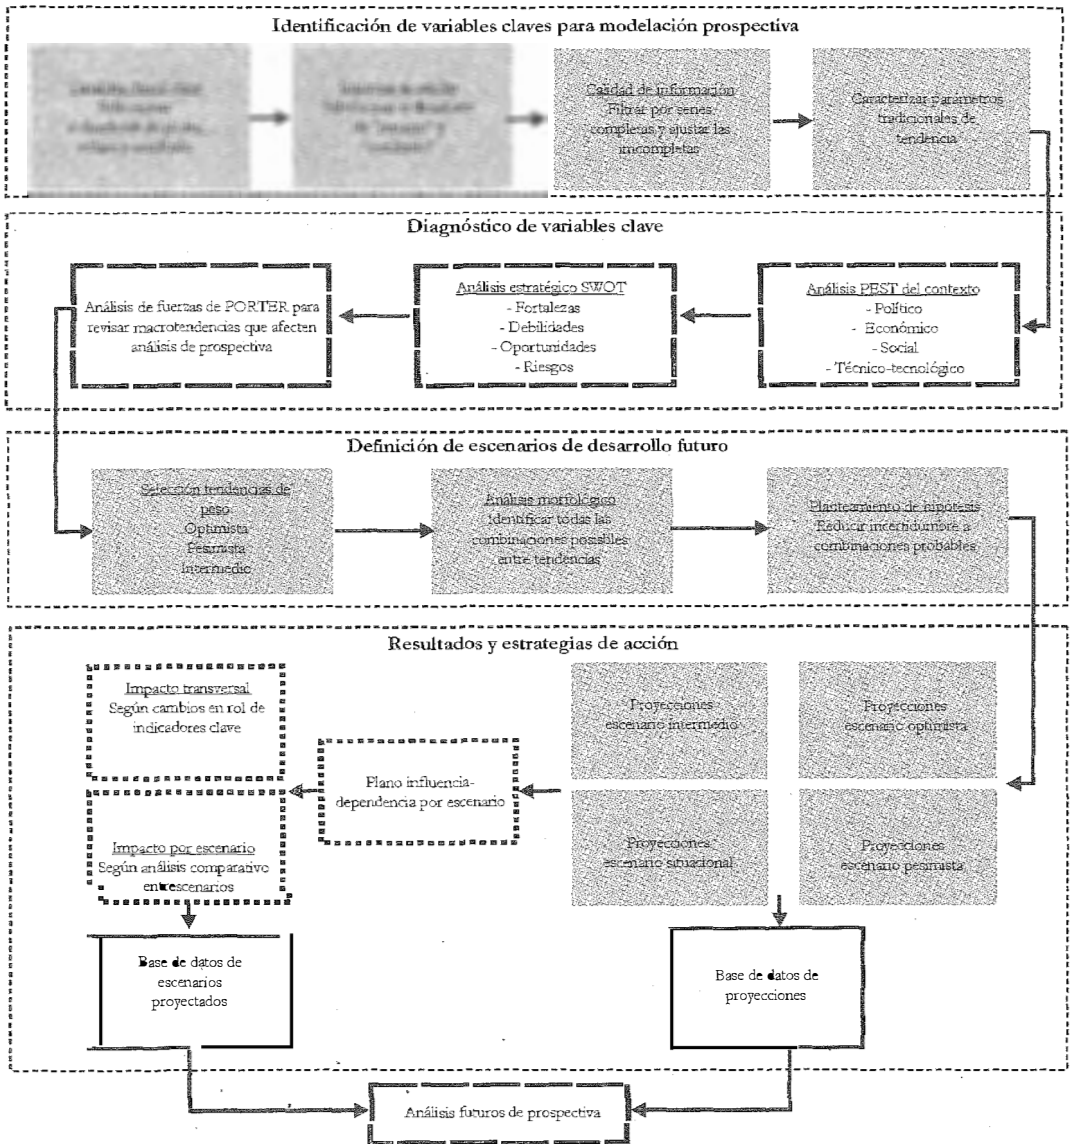 Identificación de variables claves para modelación prospectiva
Calidad de información
Filtrar por series
completas y ajustar las
imcompletas
Caracterizar parámetros
tradicionales de
tendencia
Diagnóstico de variables clave
Análisis de fuerzas de PORTER para
revisar macrotendencias que afecten
análisis de prospectiva
Análisis estratégico SWOT
- Fortalezas
- Debilidades
- Oportunidades
- Riesgos
Análisis PEST del contexto
- Político
- Económico
- Social
- Técnico-tecnológico
Definición de escenarios de desarrollo futuro
Selección tendencias de
peso
Optimista
Pesimista
Intermedio
Análisis morfológico
Identificar todas las
combinaciones posibles
entre tendencias
Planteamiento de hipótesis
Reducir incertidumbre a
combinaciones probables
Resultados y estrategias de acción
Impacto transversal
Según cambios en rol de
indicadores clave
Impacto por escenario
Según análisis comparativo
entrescenarios
Plano influencia-
dependencia por escenario
Proyecciones
escenario intermedio
Proyecciones
escenario optimista
Proyecciones
escenario situacional
Proyecciones
escenario pesimista
Base de datos de
escenarios
proyectados
Base de datos de
proyecciones
Análisis futuros de prospectiva